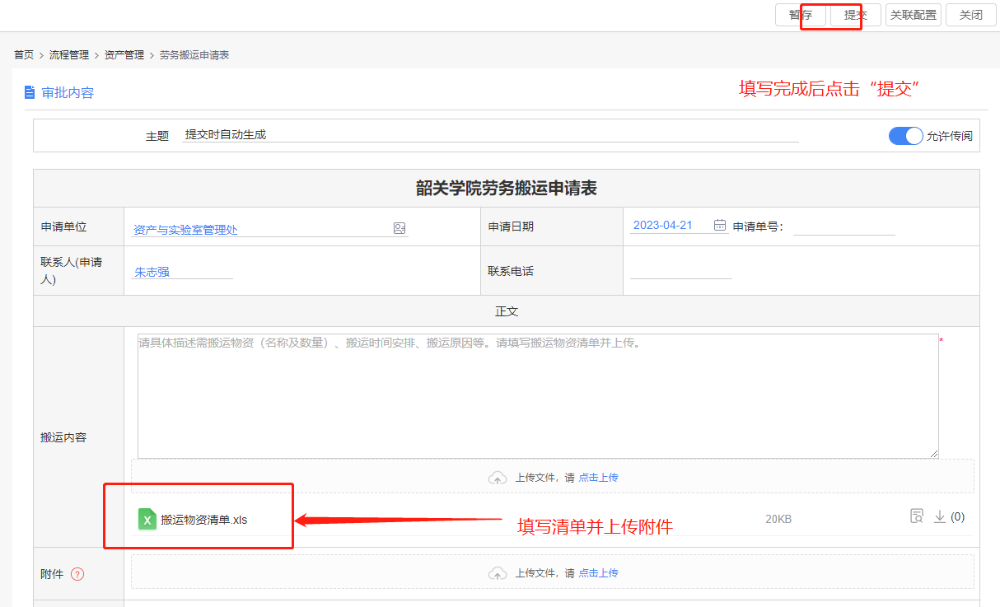 暂存 提交 关联配置 关闭
首页 > 流程管理 > 资产管理 > 劳务搬运申请表
审批内容
填写完成后点击“提交”
主题 提交时自动生成 允许传阅
韶关学院劳务搬运申请表
申请单位 资产与实验室管理处 申请日期 2023-04-21 申请单号:
联系人(申请
人) 朱志强 联系电话
正文
请具体描述需搬运物资（名称及数量）、搬运时间安排、搬运原因等。请填写搬运物资清单并上传。 *
搬运内容
上传文件，请 点击上传
X 搬运物资清单.xls 20KB (0)
填写清单并上传附件
附件 ? 上传文件，请 点击上传